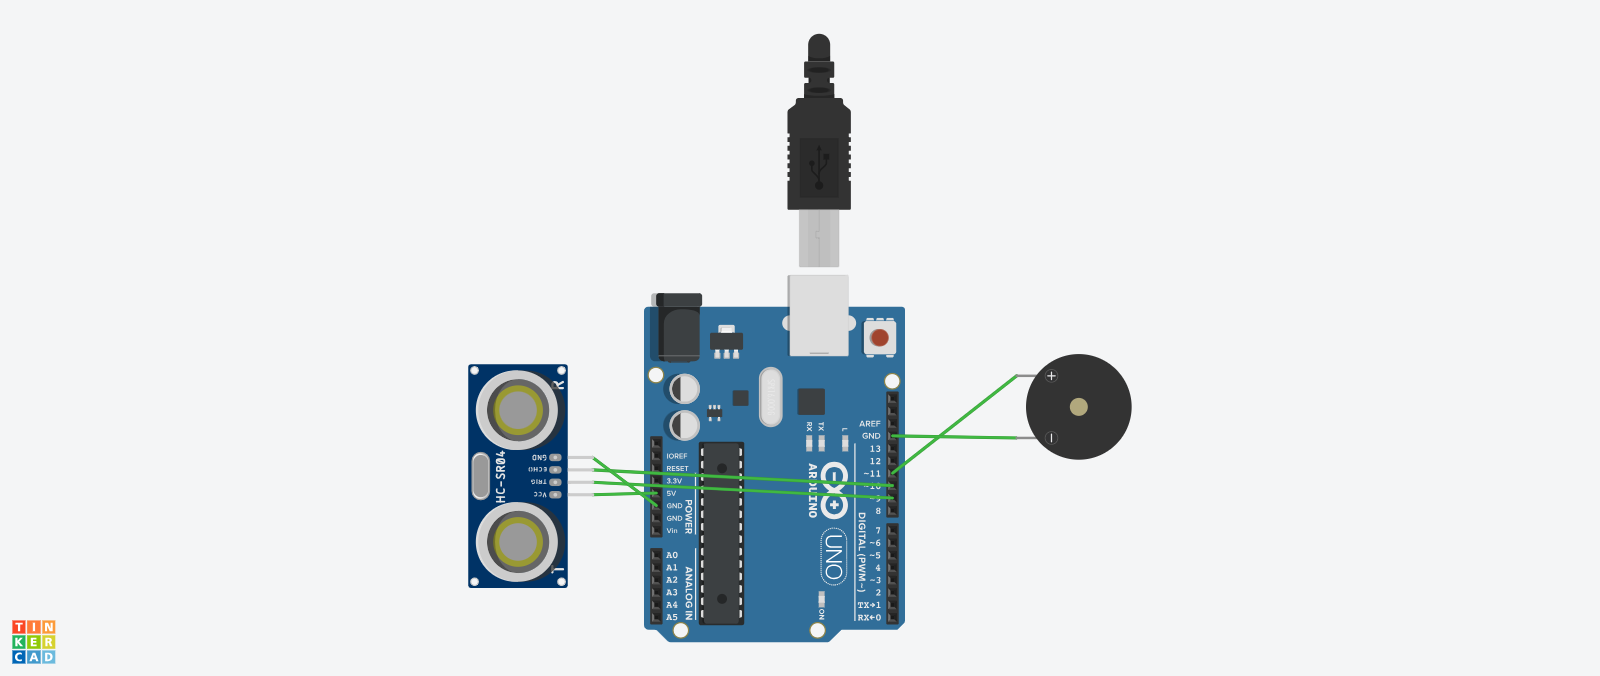 HC-SR04
R
GND
ECHO
TRIG
VCC
T
IOREF
RESET
3.3V
5V
GND
GND
Vin
POWER
A0
A1
A2
A3
A4
A5
ANALOG IN
RX
TX
L
ARDUINO
UNO
ON
AREF
GND
13
12
~11
~10
~9
8
7
~6
~5
4
~3
2
TX→1
RX←0
DIGITAL (PWM~)
+
−
TIN
KER
CAD